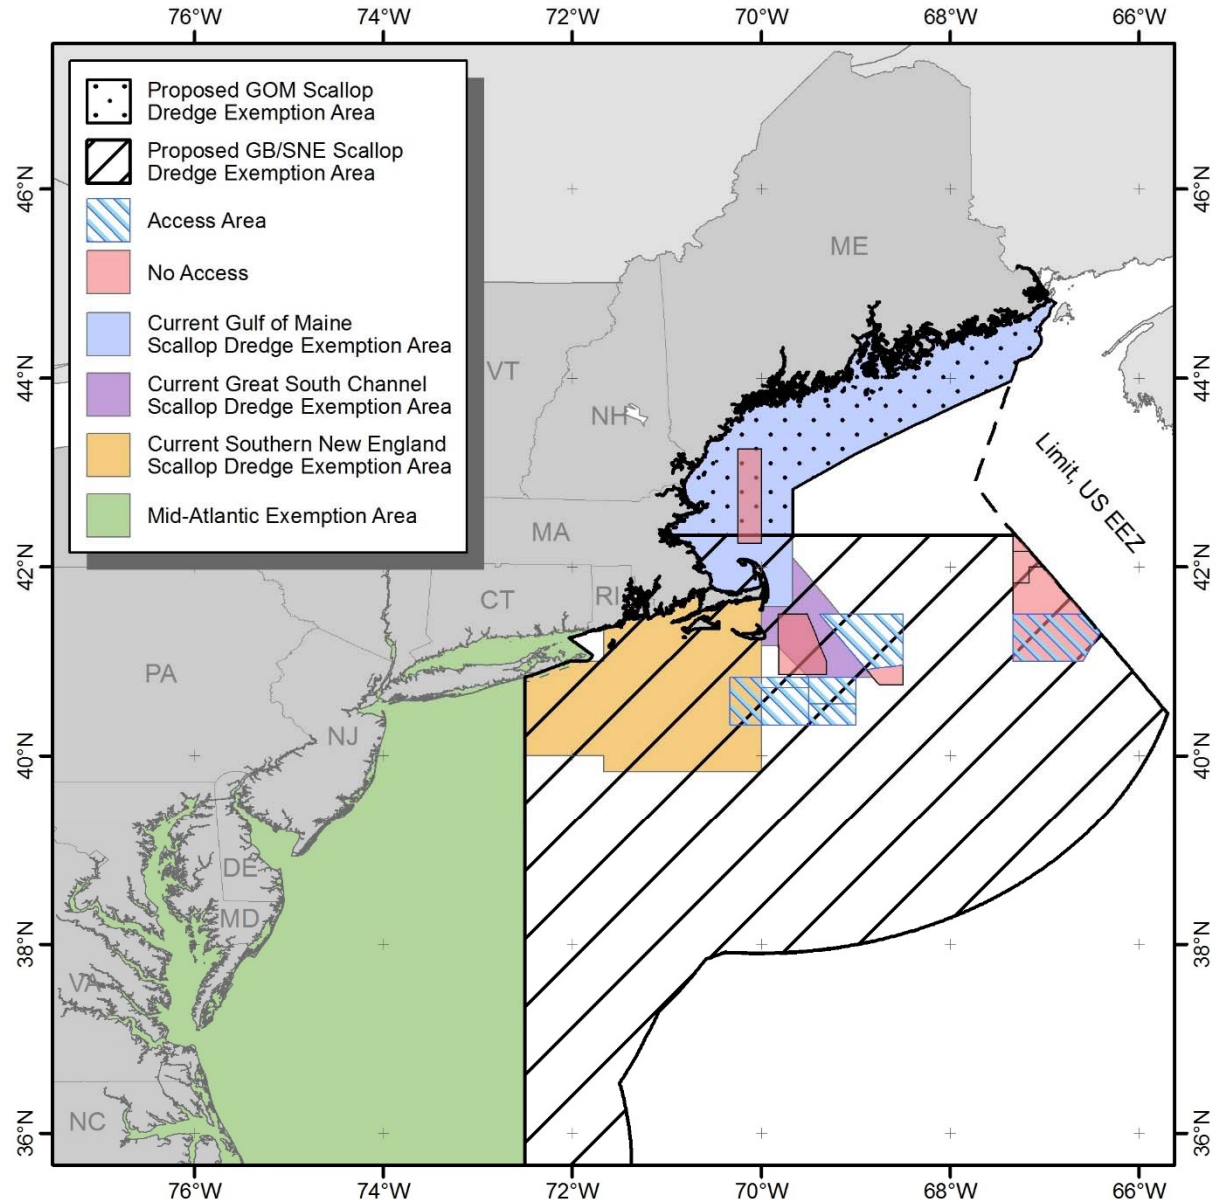 76°W 74°W 72°W 70°W 68°W 66°W
Proposed GOM Scallop
Dredge Exemption Area
Proposed GB/SNE Scallop
Dredge Exemption Area
Access Area
No Access
Current Gulf of Maine
Scallop Dredge Exemption Area
Current Great South Channel
Scallop Dredge Exemption Area
Current Southern New England
Scallop Dredge Exemption Area
Mid-Atlantic Exemption Area
46°N
46°N
ME
44°N
44°N
VT
NH
Limit, US EEZ
MA
42°N
42°N
CT
RI
PA
NJ
40°N
40°N
DE
MD
38°N
38°N
VA
NC
36°N
36°N
76°W 74°W 72°W 70°W 68°W 66°W